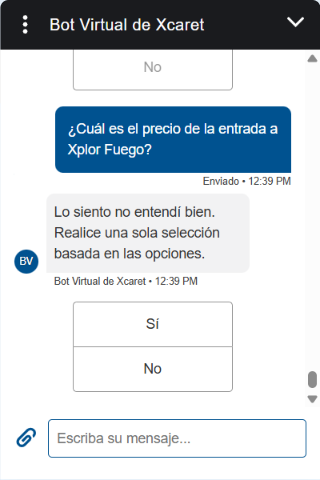 Bot Virtual de Xcaret
No
¿Cuál es el precio de la entrada a
Xplor Fuego?
Enviado • 12:39 PM
Lo siento no entendí bien.
Realice una sola selección
basada en las opciones.
BV
Bot Virtual de Xcaret • 12:39 PM
Sí
No
Escriba su mensaje...